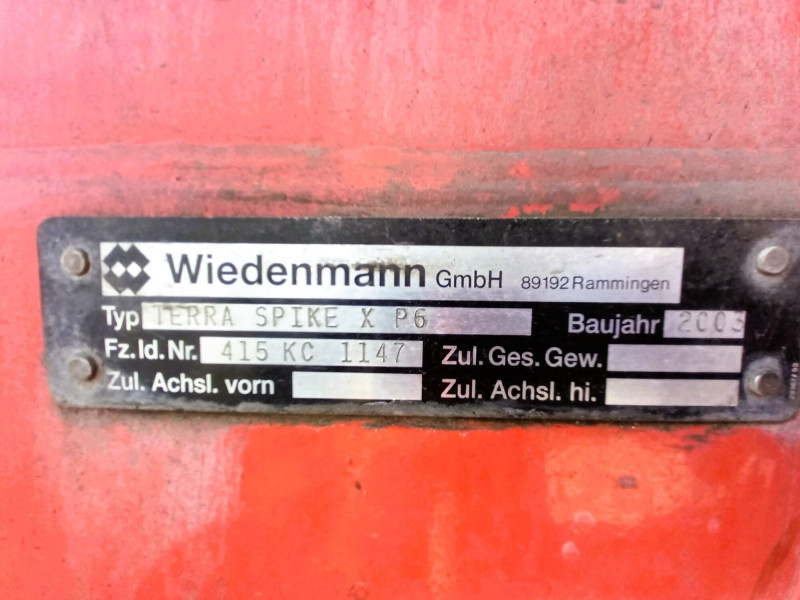 Wiedenmann GmbH 89192 Rammingen
Typ TERRA SPIKE X P6 Baujahr 2003
Fz.Id.Nr. 415 KC 1147 Zul. Ges. Gew.
Zul. Achsl. vorn Zul. Achsl. hi.